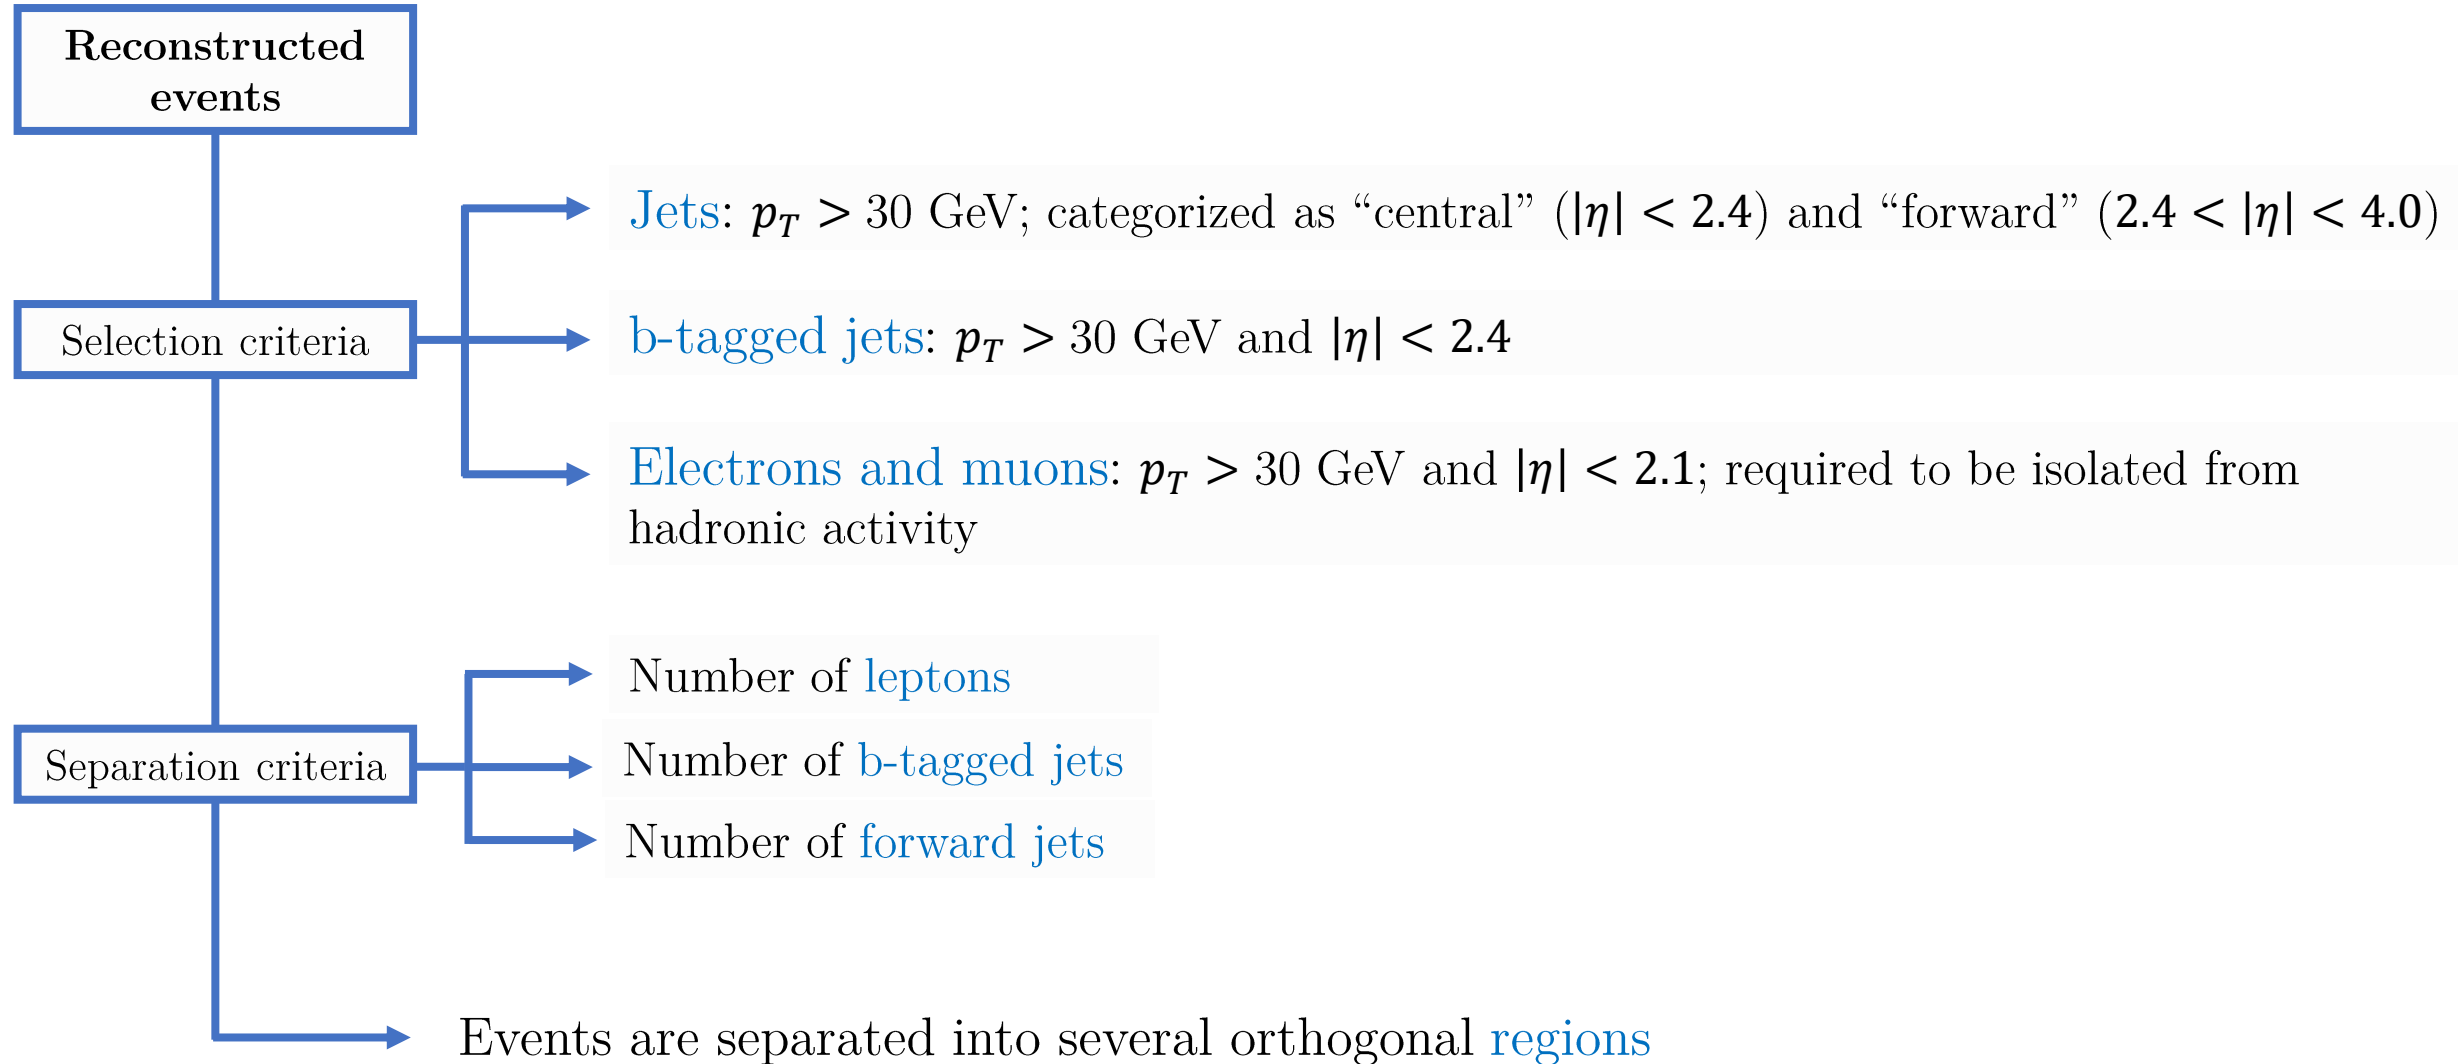 Reconstructed
events
Jets: p_T > 30 GeV; categorized as “central” (|η| < 2.4) and “forward” (2.4 < |η| < 4.0)
Selection criteria
b-tagged jets: p_T > 30 GeV and |η| < 2.4
Electrons and muons: p_T > 30 GeV and |η| < 2.1; required to be isolated from
hadronic activity
Number of leptons
Separation criteria
Number of b-tagged jets
Number of forward jets
Events are separated into several orthogonal regions